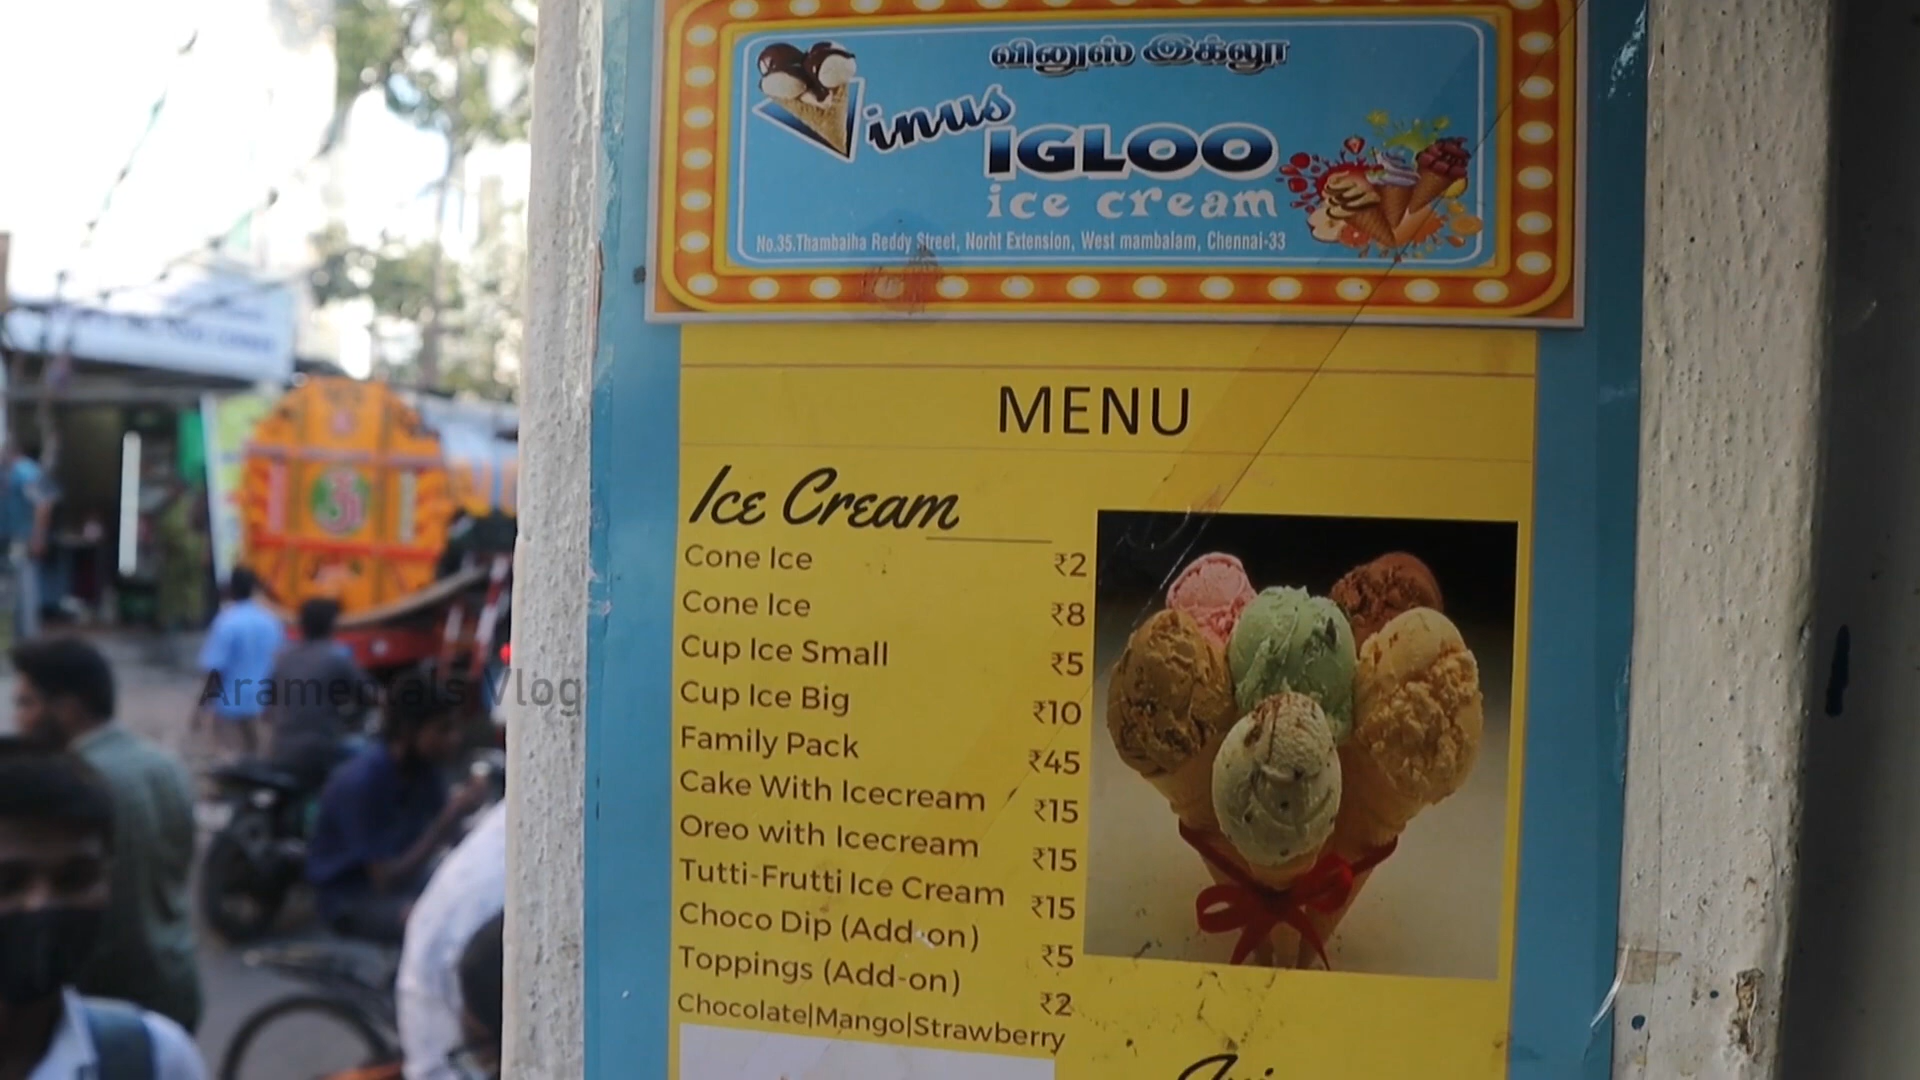 வினுஸ் இக்லூ
Vinus
IGLOO
ice cream
No.35.Thambaiha Reddy Street, Norht Extension, West mambalam, Chennai-33
MENU
Ice Cream
Cone Ice ₹2
Cone Ice ₹8
Cup Ice Small ₹5
Cup Ice Big ₹10
Family Pack ₹45
Cake With Icecream ₹15
Oreo with Icecream ₹15
Tutti-Frutti Ice Cream ₹15
Choco Dip (Add-on) ₹5
Toppings (Add-on) ₹2
Chocolate|Mango|Strawberry
Aramentals Vlog